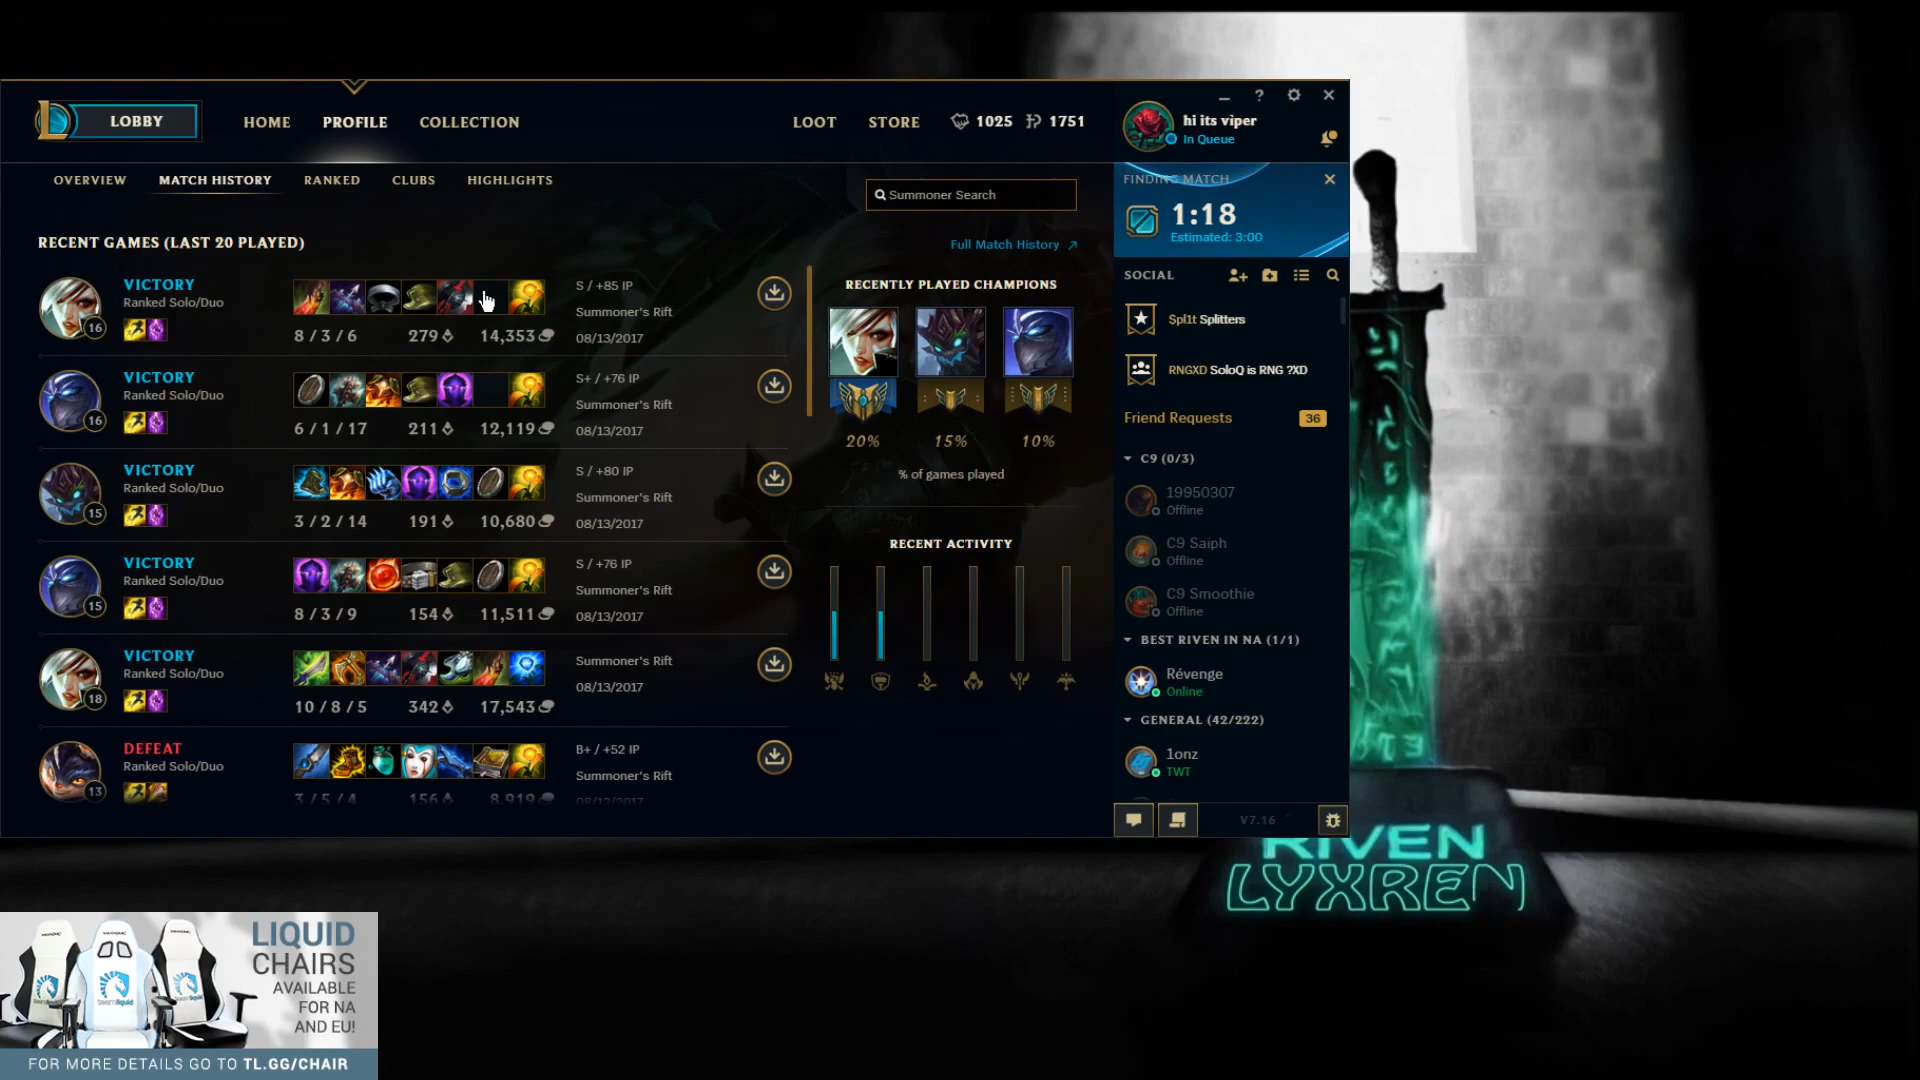 LOBBY
HOME
PROFILE
COLLECTION
LOOT
STORE
1025
1751
hi its viper
In Queue
OVERVIEW
MATCH HISTORY
RANKED
CLUBS
HIGHLIGHTS
Summoner Search
FINDING MATCH
1:18
Estimated: 3:00
RECENT GAMES (LAST 20 PLAYED)
Full Match History
VICTORY
Ranked Solo/Duo
16
8 / 3 / 6
279
14,353
S / +85 IP
Summoner's Rift
08/13/2017
VICTORY
Ranked Solo/Duo
16
6 / 1 / 17
211
12,119
S+ / +76 IP
Summoner's Rift
08/13/2017
VICTORY
Ranked Solo/Duo
15
3 / 2 / 14
191
10,680
S / +80 IP
Summoner's Rift
08/13/2017
VICTORY
Ranked Solo/Duo
15
8 / 3 / 9
154
11,511
S / +76 IP
Summoner's Rift
08/13/2017
VICTORY
Ranked Solo/Duo
18
10 / 8 / 5
342
17,543
Summoner's Rift
08/13/2017
DEFEAT
Ranked Solo/Duo
13
3 / 5 / 4
156
8,919
B+ / +52 IP
Summoner's Rift
RECENTLY PLAYED CHAMPIONS
20%
15%
10%
% of games played
RECENT ACTIVITY
SOCIAL
$pl1t Splitters
RNGXD SoloQ is RNG ?XD
Friend Requests
36
C9 (0/3)
19950307
Offline
C9 Saiph
Offline
C9 Smoothie
Offline
BEST RIVEN IN NA (1/1)
Révenge
Online
GENERAL (42/222)
1onz
TWT
V7.16
RIVEN
LYXREN
LIQUID
CHAIRS
AVAILABLE
FOR NA
AND EU!
FOR MORE DETAILS GO TO TL.GG/CHAIR